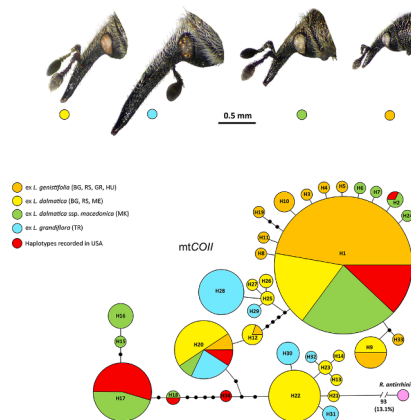 0.5 mm
ex L. genistifolia (BG, RS, GR, HU)
ex L. dalmatica (BG, RS, ME)
ex L. dalmatica ssp. macedonica (MK)
ex L. grandiflora (TR)
Haplotypes recorded in USA
mtCOII
H3
H4
H5
H6
H7
H2
H10
H24
H19
H11
H8
H1
H27
H26
H28
H25
H29
H12
H33
H16
H20
H30
H32
H14
H9
H15
H23
H13
R. antirrhini
H17
H18
H22
H21
93
(13.1%)
H31